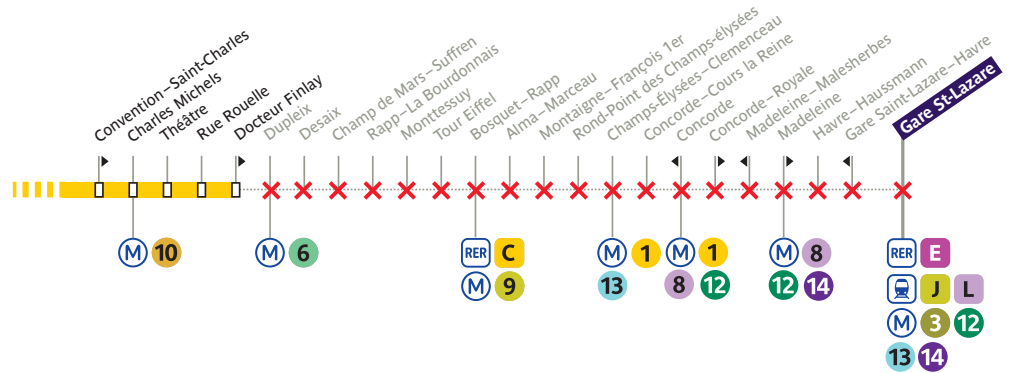 Convention–Saint-Charles
Charles Michels
Théâtre
Rue Rouelle
Docteur Finlay
Dupleix
Desaix
Champ de Mars–Suffren
Rapp–La Bourdonnais
Monttessuy
Tour Eiffel
Bosquet–Rapp
Alma–Marceau
Montaigne–François 1er
Rond-Point des Champs-élysées
Champs-Elysées–Clemenceau
Concorde–Cours la Reine
Concorde
Concorde–Royale
Madeleine–Malesherbes
Madeleine
Havre–Haussmann
Gare Saint-Lazare–Havre
Gare St-Lazare
M 10
M 6
RER C
M 9
M 1
13
M 1
8 12
M 8
12 14
RER E
J L
M 3 12
13 14